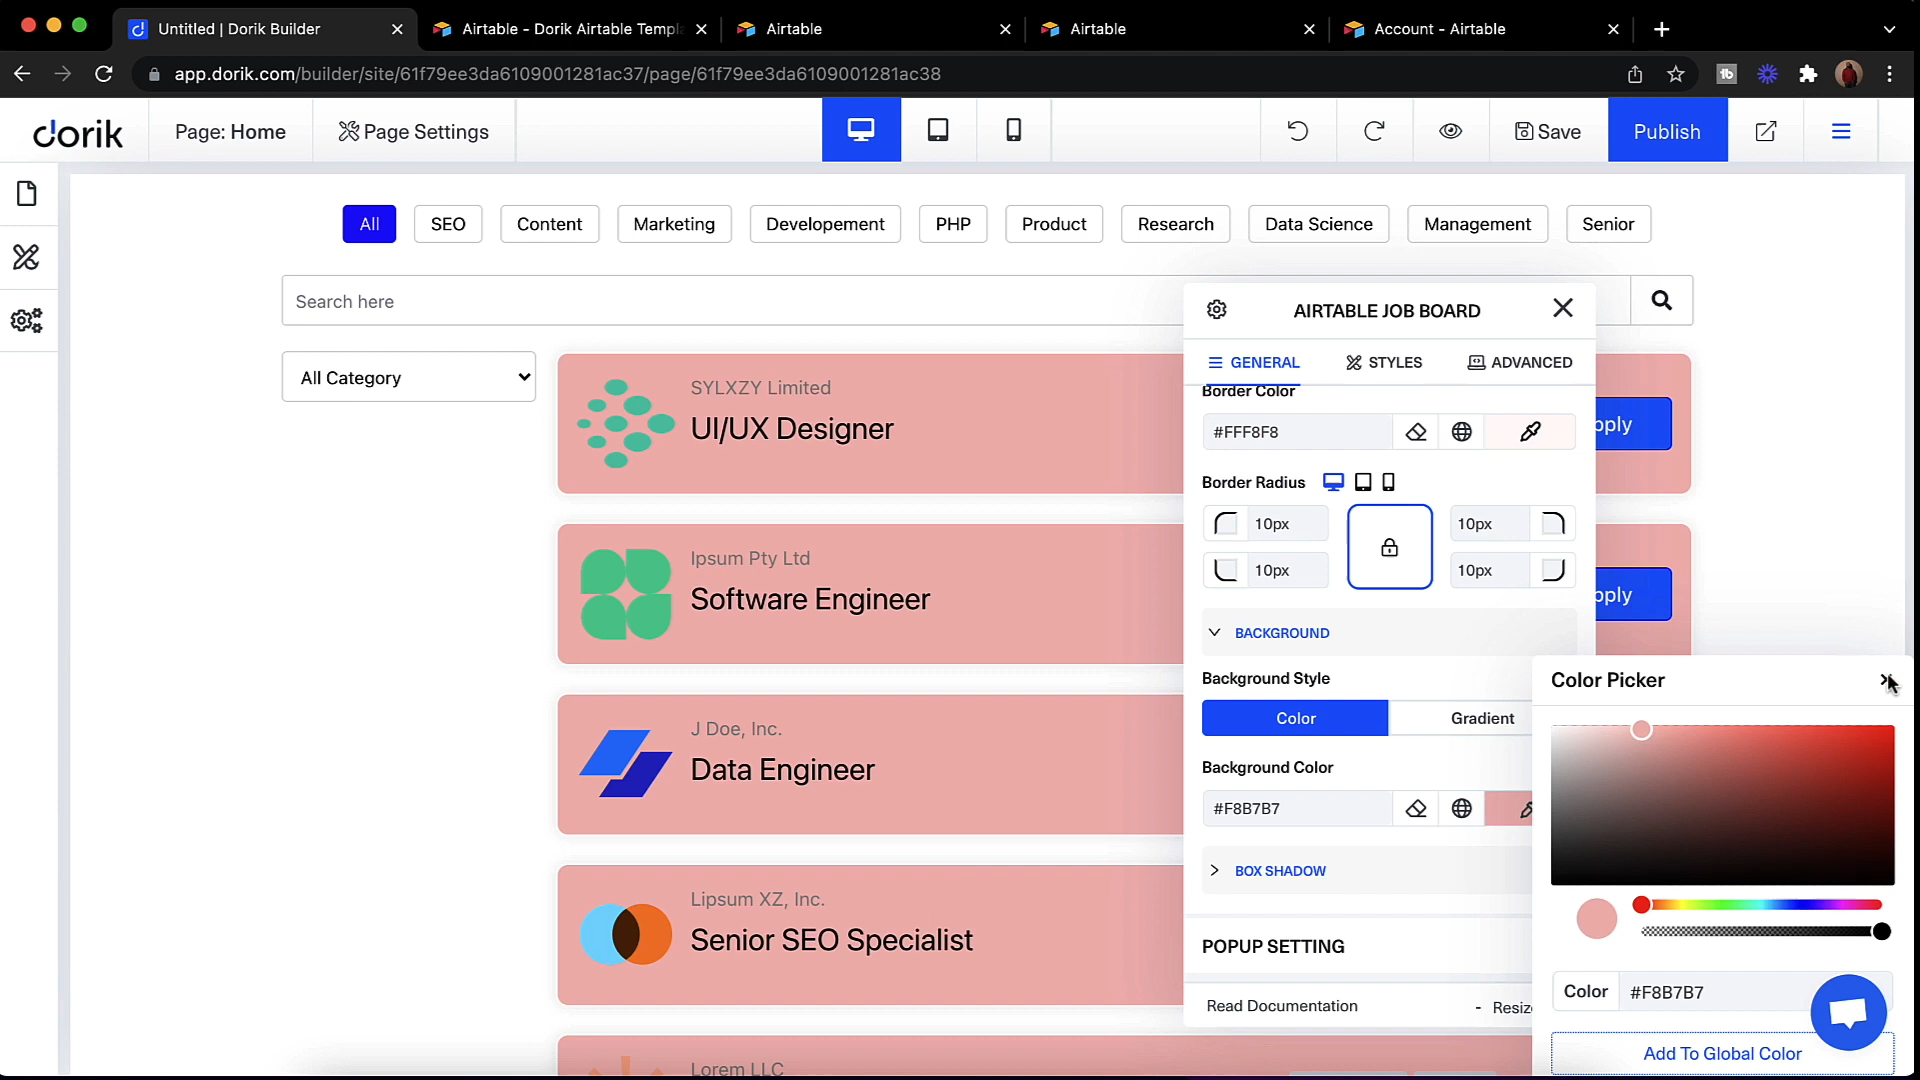 Untitled | Dorik Builder
Airtable - Dorik Airtable Templa
Airtable
Airtable
Account - Airtable
app.dorik.com/builder/site/61f79ee3da6109001281ac37/page/61f79ee3da6109001281ac38
dorik
Page: Home
Page Settings
Save
Publish
All
SEO
Content
Marketing
Developement
PHP
Product
Research
Data Science
Management
Senior
Search here
All Category
SYLXZY Limited
UI/UX Designer
pply
Ipsum Pty Ltd
Software Engineer
pply
J Doe, Inc.
Data Engineer
Lipsum XZ, Inc.
Senior SEO Specialist
Lorem LLC
AIRTABLE JOB BOARD
GENERAL
STYLES
ADVANCED
Border Color
#FFF8F8
Border Radius
10px
10px
10px
10px
BACKGROUND
Background Style
Color
Gradient
Background Color
#F8B7B7
BOX SHADOW
POPUP SETTING
Read Documentation
- Resize
Color Picker
Color
#F8B7B7
Add To Global Color